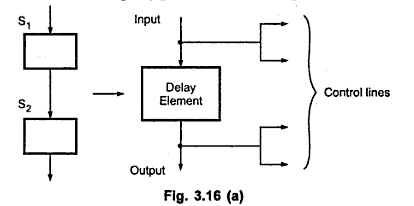 S1
S2
Input
Delay
Element
Output
Control lines
Fig. 3.16 (a)